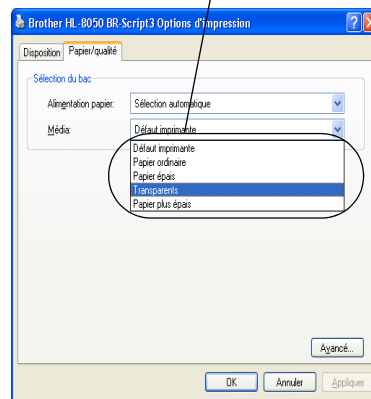 Brother HL-8050 BR-Script3 Options d'impression
Disposition Papier/qualité
Sélection du bac
Alimentation papier: Sélection automatique
Média: Défaut imprimante
Défaut imprimante
Papier ordinaire
Papier épais
Transparents
Papier plus épais
Avancé...
OK Annuler Appliquer